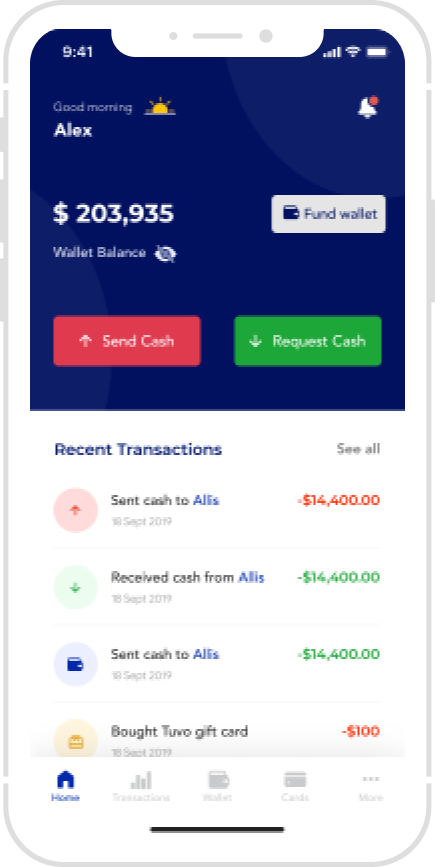 9:41
Good morning
Alex
$ 203,935
Fund wallet
Wallet Balance
Send Cash
Request Cash
Recent Transactions
See all
Sent cash to Allis
-$14,400.00
18 Sept 2019
Received cash from Allis
-$14,400.00
18 Sept 2019
Sent cash to Allis
-$14,400.00
18 Sept 2019
Bought Tuvo gift card
-$100
18 Sept 2019
Home
Transactions
Wallet
Cards
More